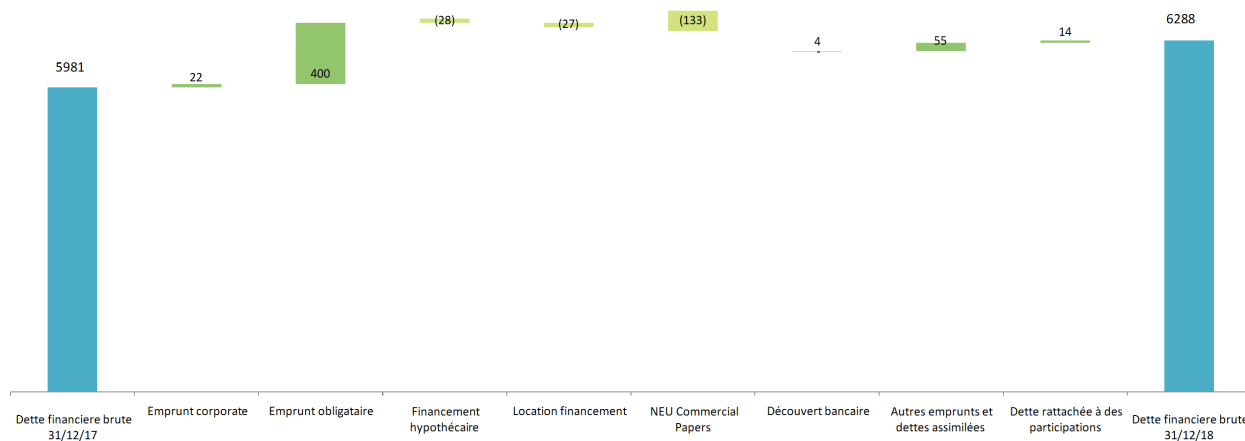 5981
22
400
(28)
(27)
(133)
4
-
55
14
6288
Dette financiere brute
31/12/17
Emprunt corporate
Emprunt obligataire
Financement
hypothécaire
Location financement
NEU Commercial
Papers
Découvert bancaire
Autres emprunts et
dettes assimilées
Dette rattachée à des
participations
Dette financiere brute
31/12/18